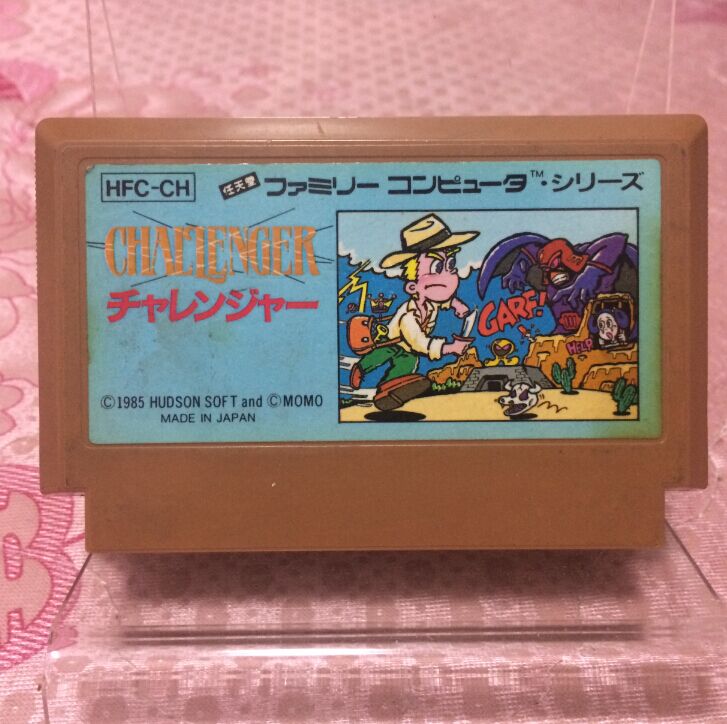 HFC-CH
任天堂 ファミリー コンピュータ™・シリーズ
CHALLENGER
チャレンジャー
GARF!
HELP
©1985 HUDSON SOFT and ©MOMO
MADE IN JAPAN